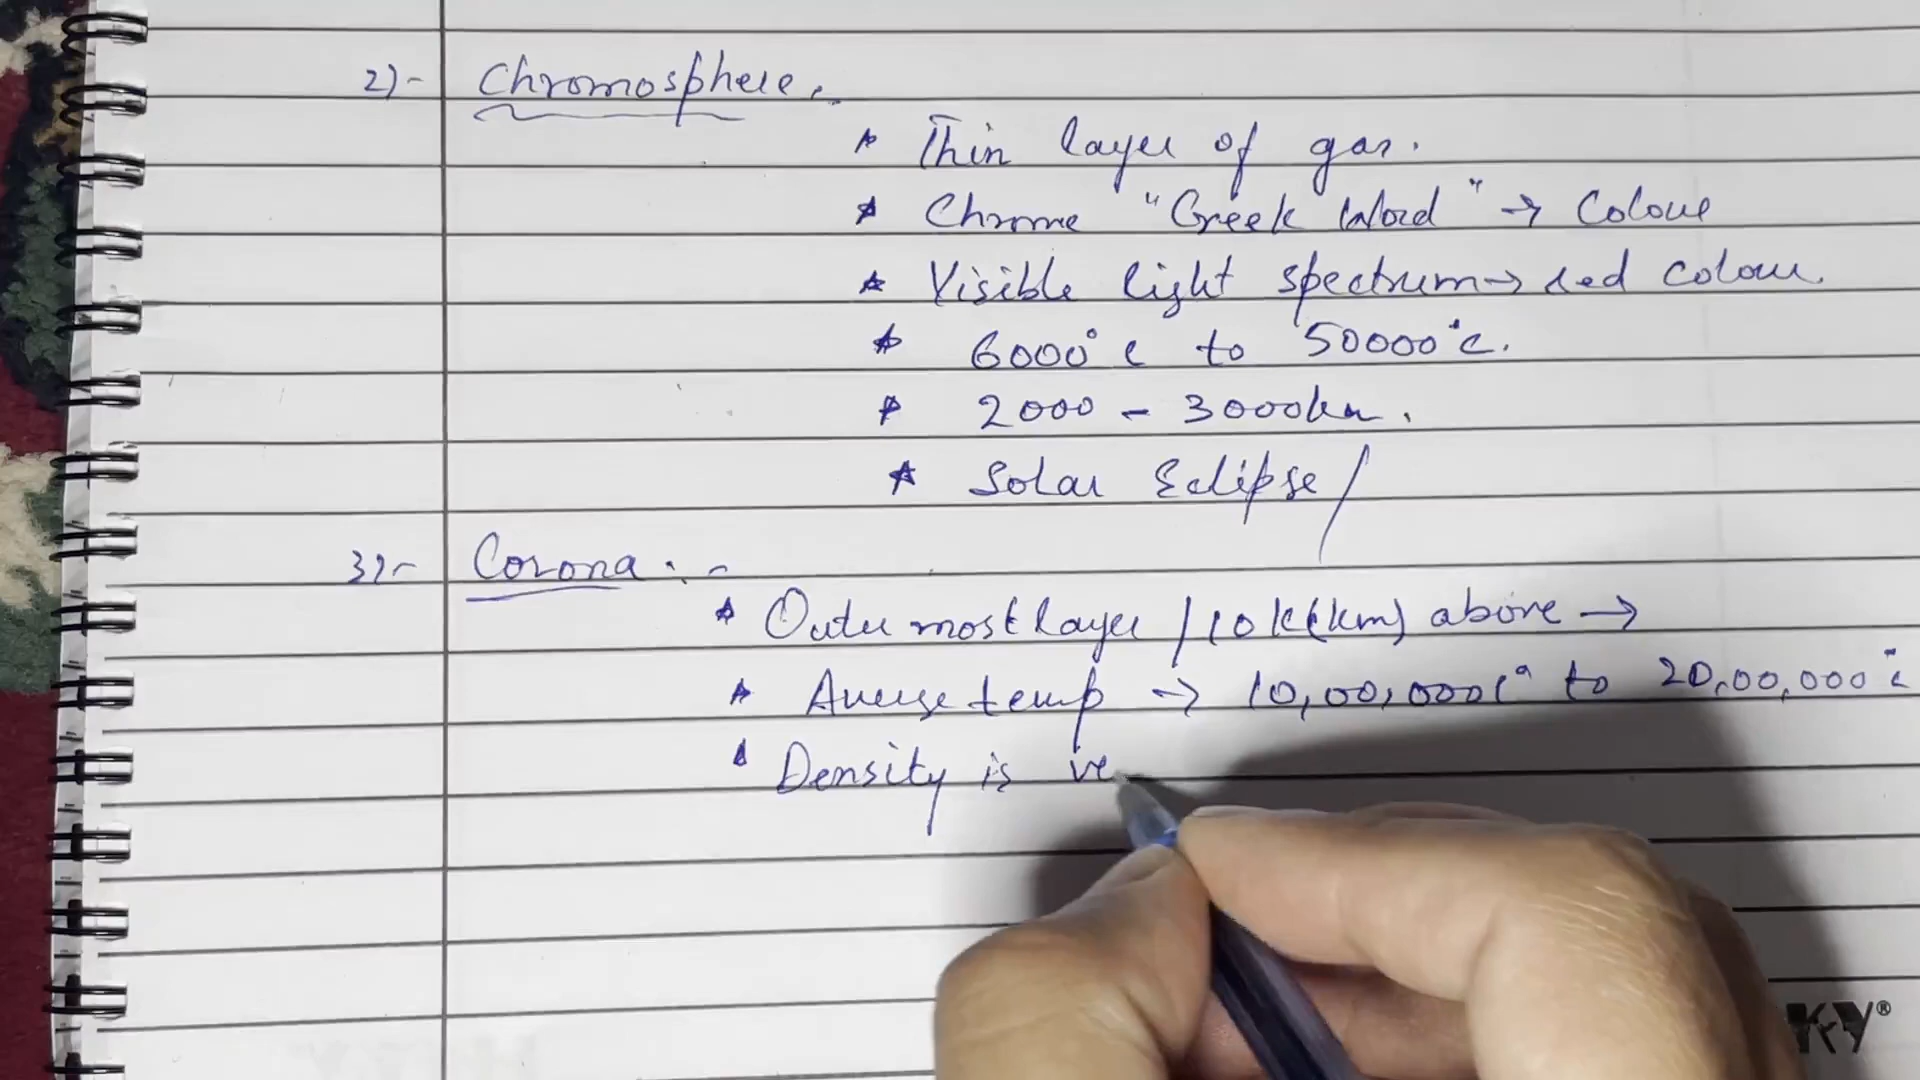 2)- Chromosphere.
* Thin layer of gas.
* Chrome "Greek Word" → Colour
* Visible light spectrum → red colour.
* 6000°c to 50000°c.
* 2000 - 3000km.
* Solar Eclipse /
3)- Corona :-
* Outer most layer / 10k(km) above →
* Averge temp → 10,00,000c° to 20,00,000°c
* Density is ve
KY®